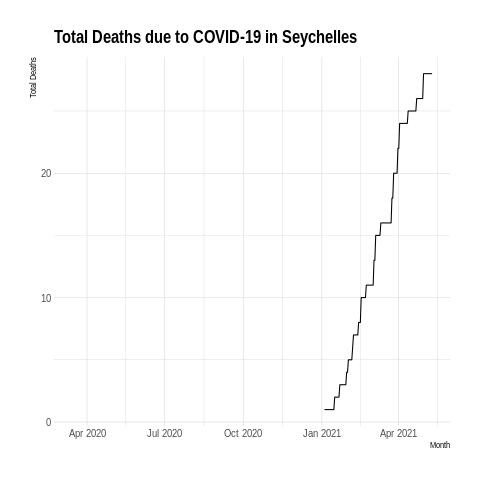 Total Deaths due to COVID-19 in Seychelles
Total Deaths
20
10
0
Apr 2020 Jul 2020 Oct 2020 Jan 2021 Apr 2021
Month